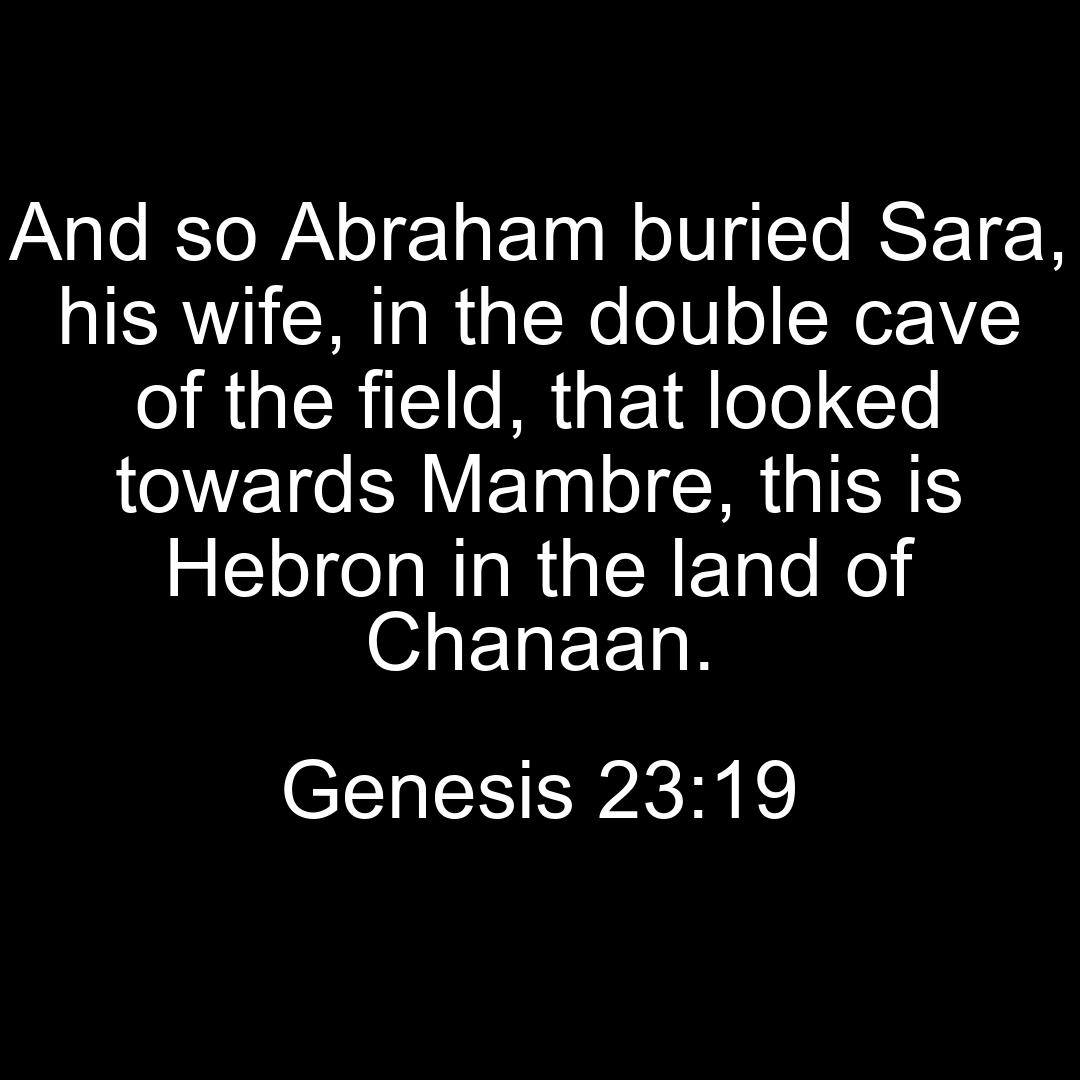 And so Abraham buried Sara,
his wife, in the double cave
of the field, that looked
towards Mambre, this is
Hebron in the land of
Chanaan.
Genesis 23:19